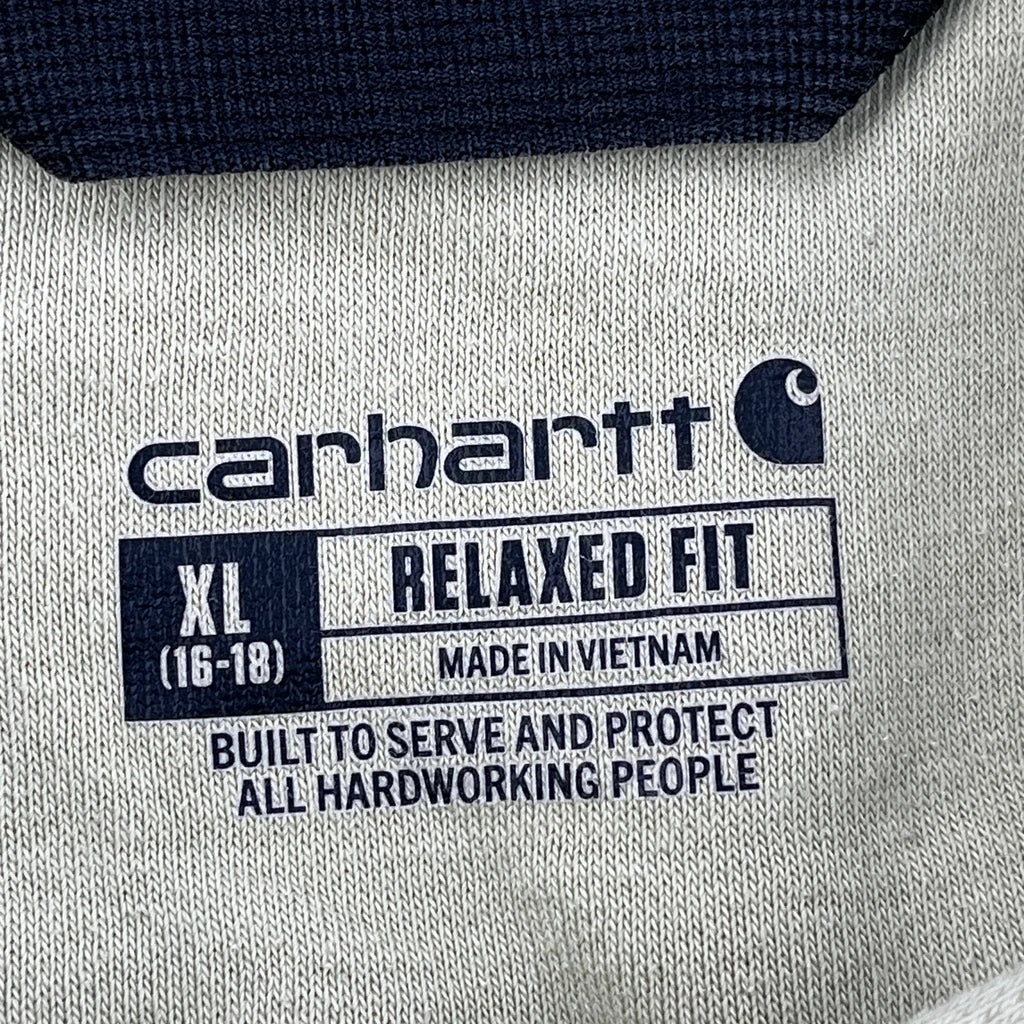 carhartt
XL
(16-18)
RELAXED FIT
MADE IN VIETNAM
BUILT TO SERVE AND PROTECT
ALL HARDWORKING PEOPLE